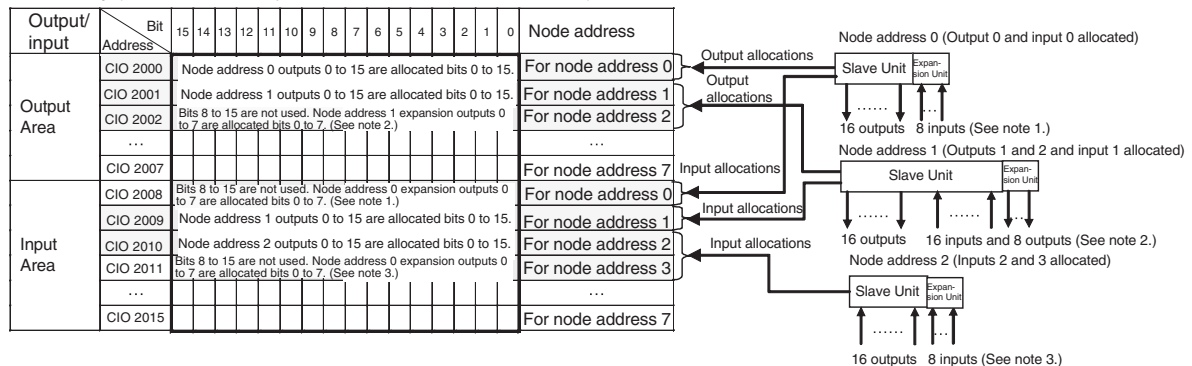 Output/ input
Bit
Address
15 14 13 12 11 10 9 8 7 6 5 4 3 2 1 0
Node address
Output Area
CIO 2000
Node address 0 outputs 0 to 15 are allocated bits 0 to 15.
For node address 0
CIO 2001
Node address 1 outputs 0 to 15 are allocated bits 0 to 15.
For node address 1
CIO 2002
Bits 8 to 15 are not used. Node address 1 expansion outputs 0
to 7 are allocated bits 0 to 7. (See note 2.)
For node address 2
...
...
CIO 2007
For node address 7
Input Area
CIO 2008
Bits 8 to 15 are not used. Node address 0 expansion outputs 0
to 7 are allocated bits 0 to 7. (See note 1.)
For node address 0
CIO 2009
Node address 1 outputs 0 to 15 are allocated bits 0 to 15.
For node address 1
CIO 2010
Node address 2 outputs 0 to 15 are allocated bits 0 to 15.
For node address 2
CIO 2011
Bits 8 to 15 are not used. Node address 0 expansion outputs 0
to 7 are allocated bits 0 to 7. (See note 3.)
For node address 3
...
...
CIO 2015
For node address 7
Output allocations
Output
allocations
Input allocations
Input allocations
Input allocations
Node address 0 (Output 0 and input 0 allocated)
Slave Unit
Expan-
sion Unit
......
...
16 outputs 8 inputs (See note 1.)
Node address 1 (Outputs 1 and 2 and input 1 allocated)
Slave Unit
Expan-
sion Unit
......
......
...
16 outputs 16 inputs and 8 outputs (See note 2.)
Node address 2 (Inputs 2 and 3 allocated)
Slave Unit
Expan-
sion Unit
......
...
16 outputs 8 inputs (See note 3.)